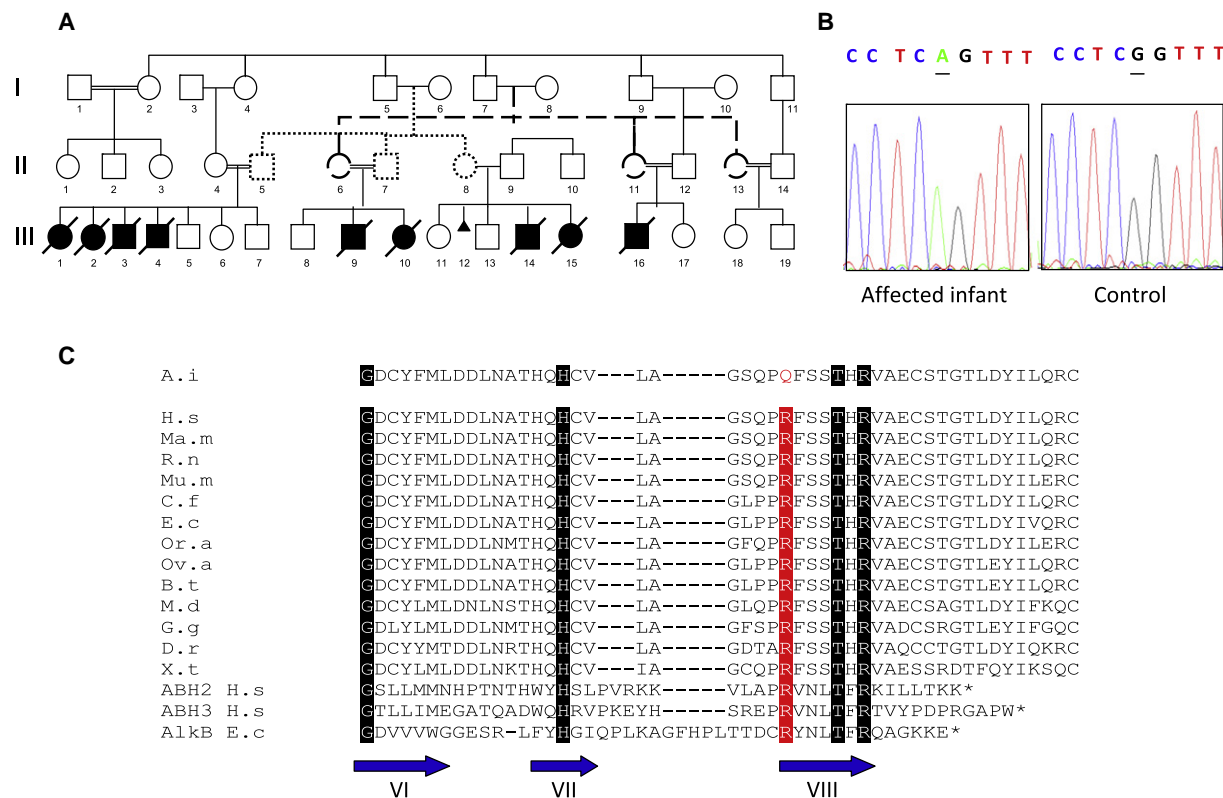 A
B
I
1 2 3 4 5 6 7 8 9 10 11
II
1 2 3 4 5 6 7 8 9 10 11 12 13 14
III
1 2 3 4 5 6 7 8 9 10 11 12 13 14 15 16 17 18 19
C C T C A G T T T
C C T C G G T T T
Affected infant
Control
C
A.i GDCYFMLDDLNATHQHCV---LA------GSQPQFSSTHRVAECSTGTLDYILQRC
H.s GDCYFMLDDLNATHQHCV---LA------GSQPRFSSTHRVAECSTGTLDYILQRC
Ma.m GDCYFMLDDLNATHQHCV---LA------GSQPRFSSTHRVAECSTGTLDYILQRC
R.n GDCYFMLDDLNATHQHCV---LA------GSQPRFSSTHRVAECSTGTLDYILQRC
Mu.m GDCYFMLDDLNATHQHCV---LA------GSQPRFSSTHRVAECSTGTLDYILERC
C.f GDCYFMLDDLNATHQHCV---LA------GLPPRFSSTHRVAECSTGTLDYILQRC
E.c GDCYFMLDDLNATHQHCV---LA------GLPPRFSSTHRVAECSTGTLDYIVQRC
Or.a GDCYFMLDDLNMTHQHCV---LA------GFQPRFSSTHRVAECSTGTLDYILERC
Ov.a GDCYFMLDDLNATHQHCV---LA------GLPPRFSSTHRVAECSTGTLDYILQRC
B.t GDCYFMLDDLNATHQHCV---LA------GLPPRFSSTHRVAECSTGTLDYILQRC
M.d GDCYLMLDNLNSTHQHCV---LA------GLQPRFSSTHRVAECSAGTLDYIFKQC
G.g GDLYLMLDDLNMTHQHCV---LA------GFSPRFSSTHRVADCSRGTLEYIFGQC
D.r GDCYYMTDDLNRTHQHCV---LA------GDTARFSSTHRVAQCCTGTLDYIQKRC
X.t GDCYLMLDDLNKTHQHCV---IA------GCQPRFSSTHRVAESSRDTFQYIKSQC
ABH2 H.s GSLLMMNHPTNTHWYHSLPVRKK------VLAPRVNLTFRKILLTKK*
ABH3 H.s GTLLIMEGATQADWQHRVPKEYH------SREPRVNLTFRTVYPDPRGAPW*
AlkB E.c GDVVVWGGESR-LFYHGIQPLKAGFHPLTTDCRYNLTFRQAGKKE*
VI VII VIII